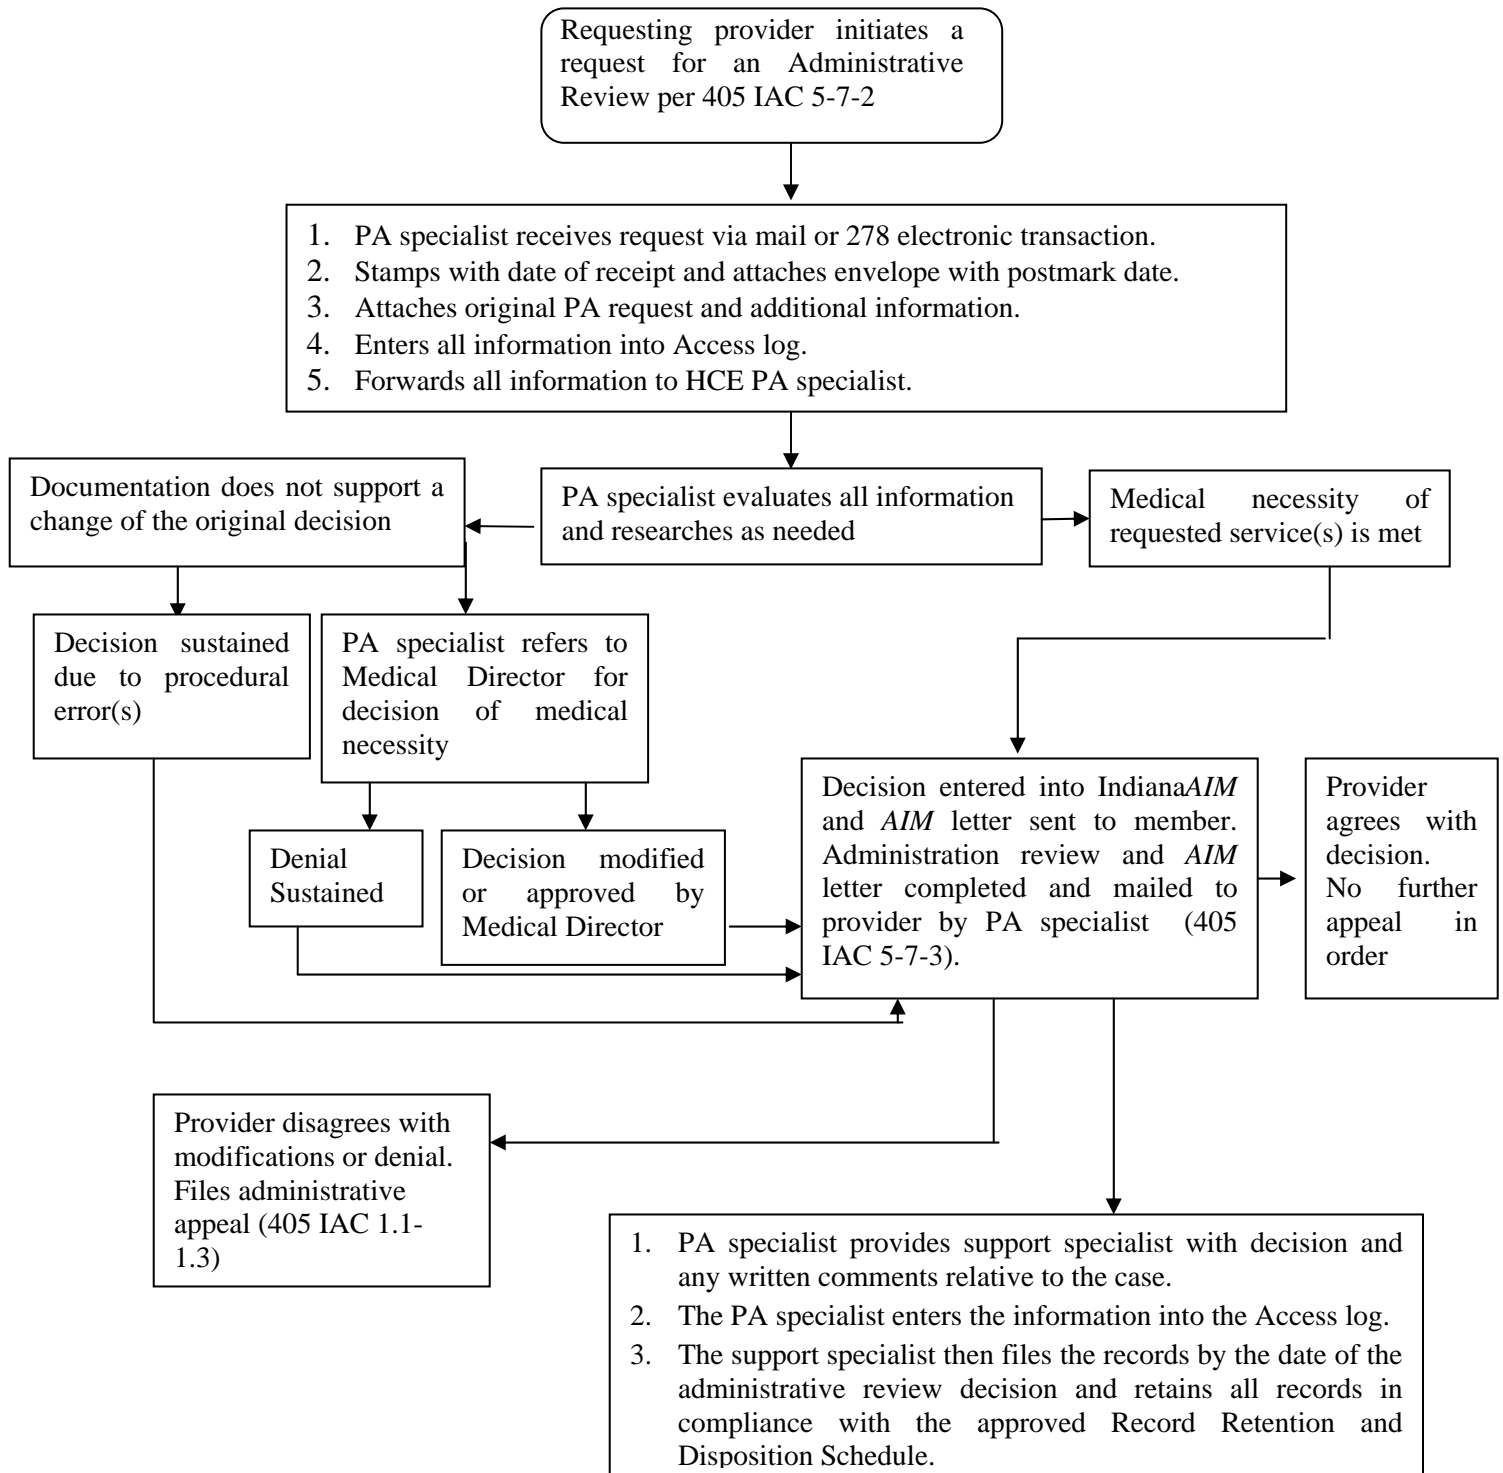 Requesting provider initiates a
request for an Administrative
Review per 405 IAC 5-7-2
1. PA specialist receives request via mail or 278 electronic transaction.
2. Stamps with date of receipt and attaches envelope with postmark date.
3. Attaches original PA request and additional information.
4. Enters all information into Access log.
5. Forwards all information to HCE PA specialist.
Documentation does not support a
change of the original decision
PA specialist evaluates all information
and researches as needed
Medical necessity of
requested service(s) is met
Decision sustained
due to procedural
error(s)
PA specialist refers to
Medical Director for
decision of medical
necessity
Denial
Sustained
Decision modified
or approved by
Medical Director
Decision entered into IndianaAIM
and AIM letter sent to member.
Administration review and AIM
letter completed and mailed to
provider by PA specialist (405
IAC 5-7-3).
Provider
agrees with
decision.
No further
appeal in
order
Provider disagrees with
modifications or denial.
Files administrative
appeal (405 IAC 1.1-
1.3)
1. PA specialist provides support specialist with decision and
any written comments relative to the case.
2. The PA specialist enters the information into the Access log.
3. The support specialist then files the records by the date of the
administrative review decision and retains all records in
compliance with the approved Record Retention and
Disposition Schedule.